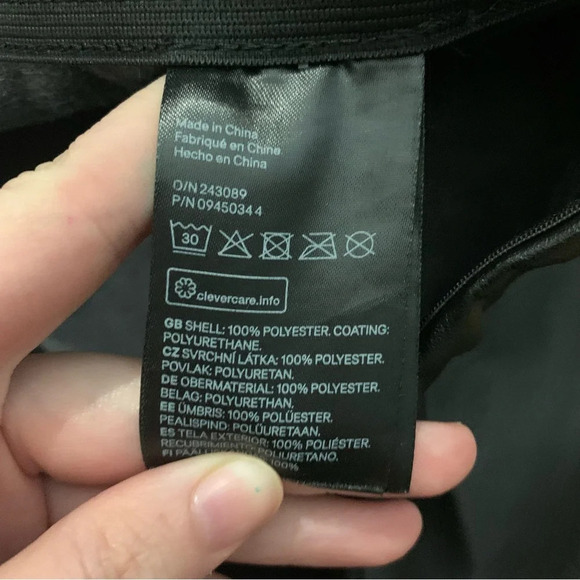 Made in China
Fabriqué en Chine
Hecho en China
O/N 243089
P/N 09450344
30
clevercare.info
GB SHELL: 100% POLYESTER. COATING:
POLYURETHANE.
CZ SVRCHNÍ LÁTKA: 100% POLYESTER.
POVLAK: POLYURETAN.
DE OBERMATERIAL: 100% POLYESTER.
BELAG: POLYURETHAN.
EE ÜMBRIS: 100% POLÜESTER.
PEALISPIND: POLÜURETAAN.
ES TELA EXTERIOR: 100% POLIÉSTER.
RECUBRIMIENTO: POLIURETANO.
FI 100%